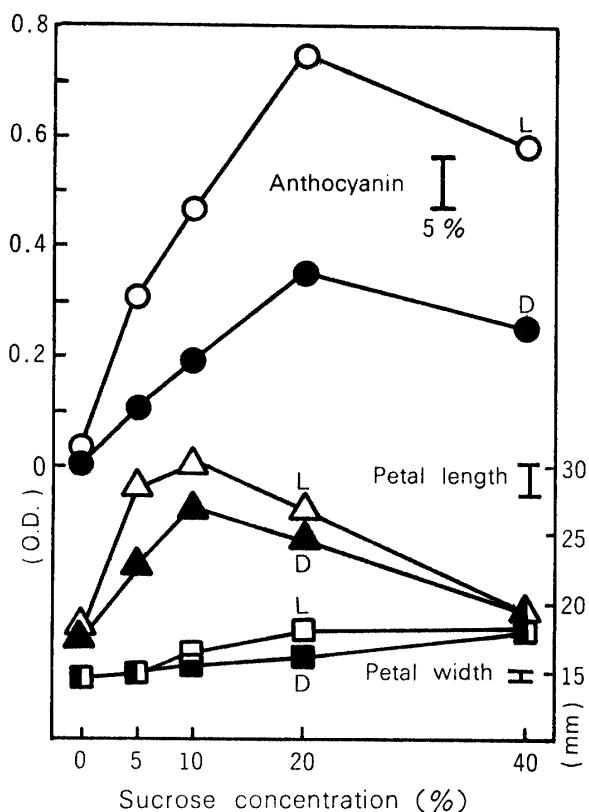 0.8
0.6
0.4
0.2
0
(O.D.)
L
Anthocyanin
5 %
D
Petal length
30
25
20
15
(mm)
L
D
L
D
Petal width
0 5 10 20 40
Sucrose concentration (%)